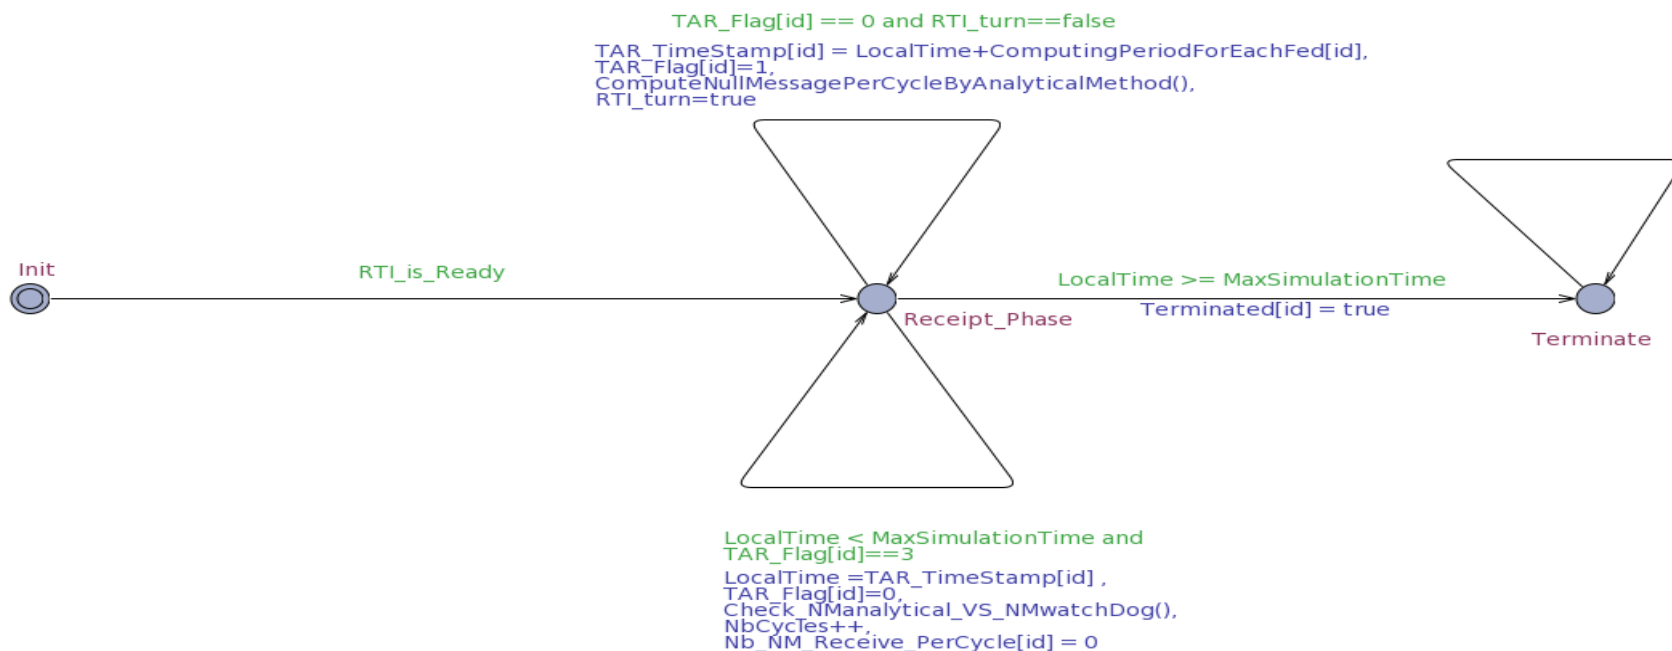 TAR_Flag[id] == 0 and RTI_turn==false
TAR_TimeStamp[id] = LocalTime+ComputingPeriodForEachFed[id],
TAR_Flag[id]=1,
ComputeNullMessagePerCycleByAnalyticalMethod(),
RTI_turn=true
Init
RTI_is_Ready
LocalTime >= MaxSimulationTime
Terminated[id] = true
Receipt_Phase
Terminate
LocalTime < MaxSimulationTime and
TAR_Flag[id]==3
LocalTime =TAR_TimeStamp[id] ,
TAR_Flag[id]=0,
Check_NManalytical_VS_NMwatchDog(),
NbCycles++,
Nb_NM_Receive_PerCycle[id] = 0